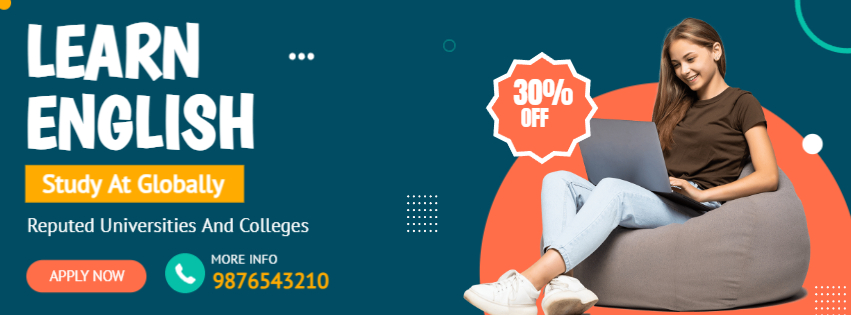 LEARN
ENGLISH
Study At Globally
Reputed Universities And Colleges
APPLY NOW
MORE INFO
9876543210
30%
OFF